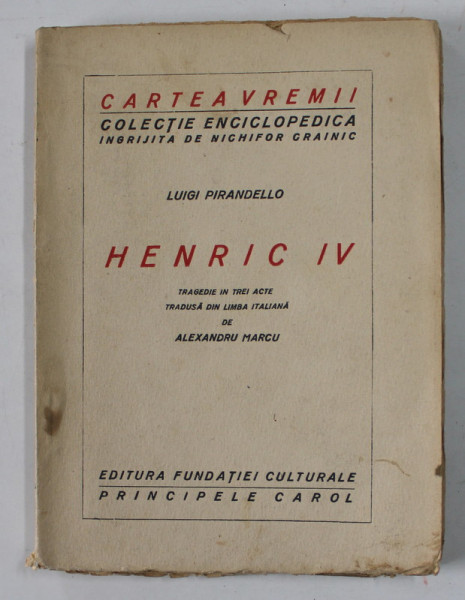 CARTEA VREMII
COLECȚIE ENCICLOPEDICA
INGRIJITA DE NICHIFOR CRAINIC
LUIGI PIRANDELLO
HENRIC IV
TRAGEDIE IN TREI ACTE
TRADUSĂ DIN LIMBA ITALIANĂ
DE
ALEXANDRU MARCU
EDITURA FUNDAȚIEI CULTURALE
PRINCIPELE CAROL